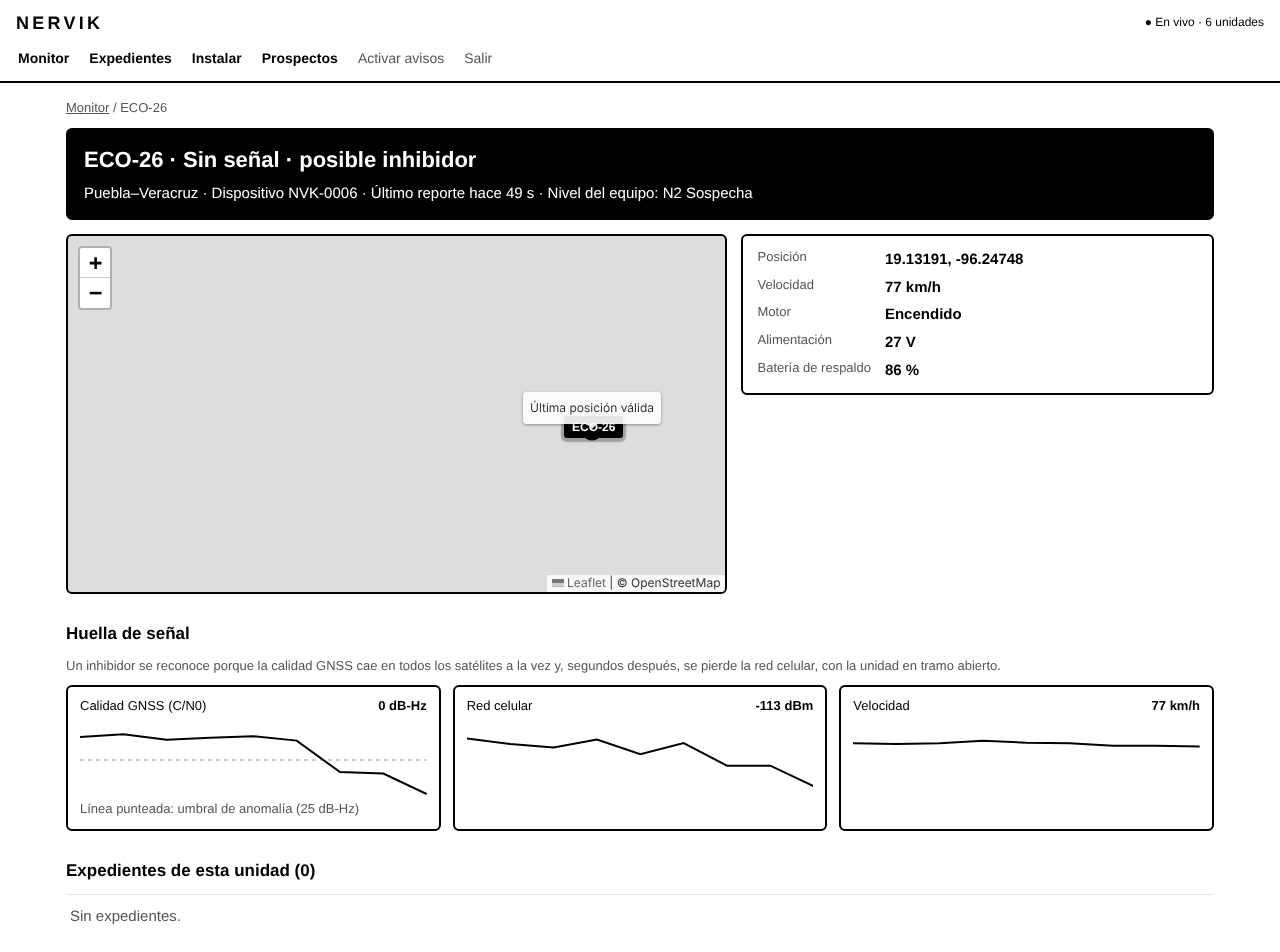 NERVIK
● En vivo · 6 unidades
Monitor Expedientes Instalar Prospectos Activar avisos Salir
Monitor / ECO-26
ECO-26 · Sin señal · posible inhibidor
Puebla–Veracruz · Dispositivo NVK-0006 · Último reporte hace 49 s · Nivel del equipo: N2 Sospecha
+
−
Última posición válida
ECO-26
Leaflet | © OpenStreetMap
Posición 19.13191, -96.24748
Velocidad 77 km/h
Motor Encendido
Alimentación 27 V
Batería de respaldo 86 %
Huella de señal
Un inhibidor se reconoce porque la calidad GNSS cae en todos los satélites a la vez y, segundos después, se pierde la red celular, con la unidad en tramo abierto.
Calidad GNSS (C/N0) 0 dB-Hz
Línea punteada: umbral de anomalía (25 dB-Hz)
Red celular -113 dBm
Velocidad 77 km/h
Expedientes de esta unidad (0)
Sin expedientes.